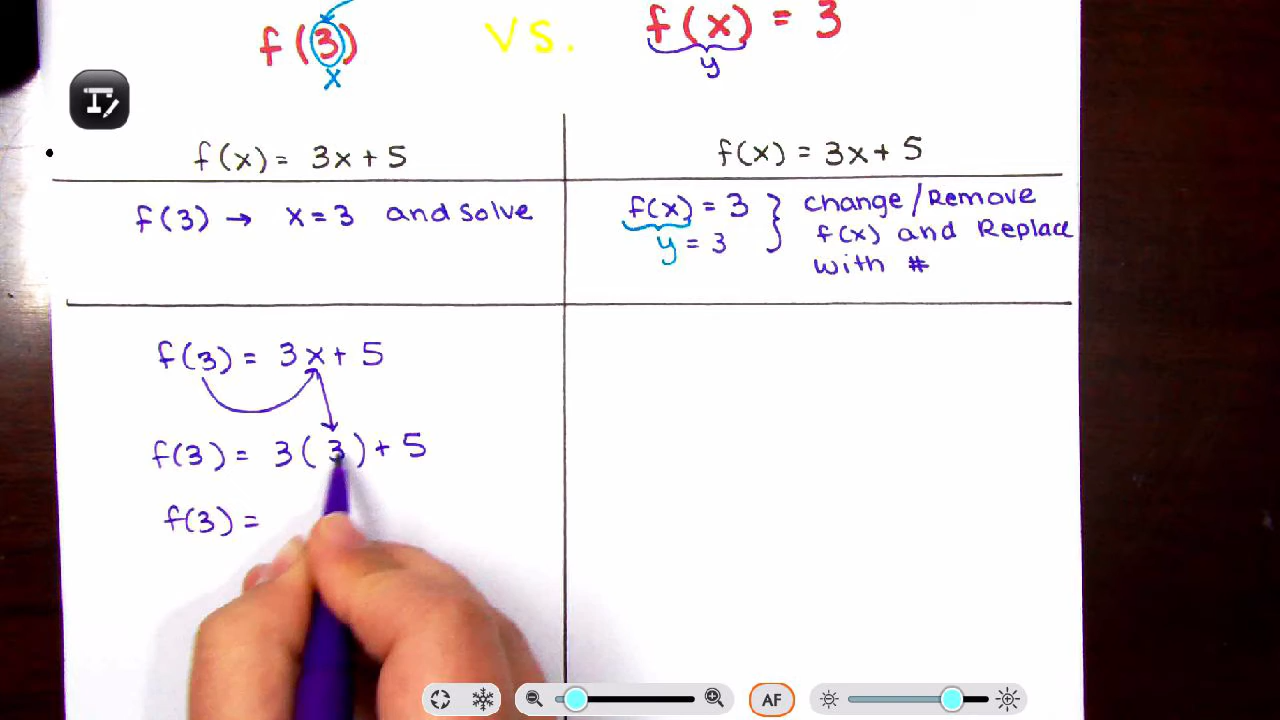 f(3) VS. f(x) = 3
x y
f(x) = 3x + 5
f(x) = 3x + 5
f(3) → x = 3 and solve
f(x) = 3
y = 3
change/Remove
f(x) and Replace
with #
f(3) = 3x + 5
f(3) = 3(3) + 5
f(3) =
AF